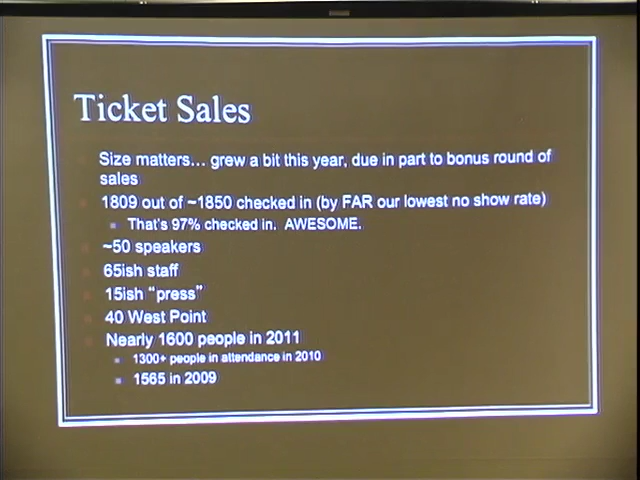 Ticket Sales
Size matters... grew a bit this year, due in part to bonus round of
sales
1809 out of ~1850 checked in (by FAR our lowest no show rate)
That's 97% checked in. AWESOME.
~50 speakers
65ish staff
15ish “press”
40 West Point
Nearly 1600 people in 2011
1300+ people in attendance in 2010
1565 in 2009